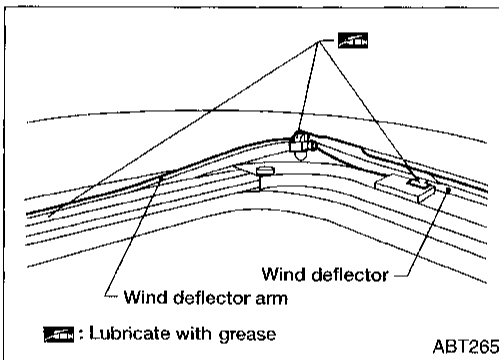 Wind deflector
Wind deflector arm
: Lubricate with grease
ABT265